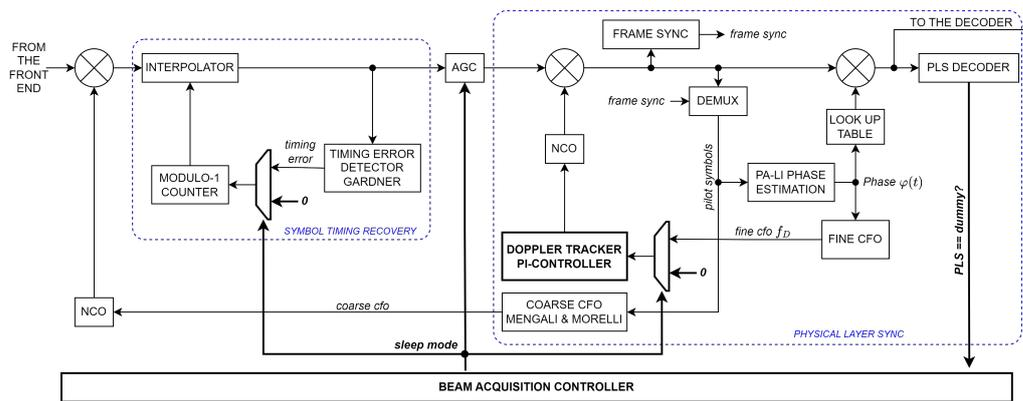 TO THE DECODER
FROM
THE
FRONT
END
INTERPOLATOR
AGC
FRAME SYNC
frame sync
PLS DECODER
frame sync
DEMUX
LOOK UP
TABLE
NCO
timing
error
TIMING ERROR
DETECTOR
GARDNER
MODULO-1
COUNTER
0
SYMBOL TIMING RECOVERY
pilot symbols
PA-LI PHASE
ESTIMATION
Phase φ(t)
PLS == dummy?
DOPPLER TRACKER
PI-CONTROLLER
fine cfo f_D
FINE CFO
0
NCO
coarse cfo
COARSE CFO
MENGALI & MORELLI
PHYSICAL LAYER SYNC
sleep mode
BEAM ACQUISITION CONTROLLER